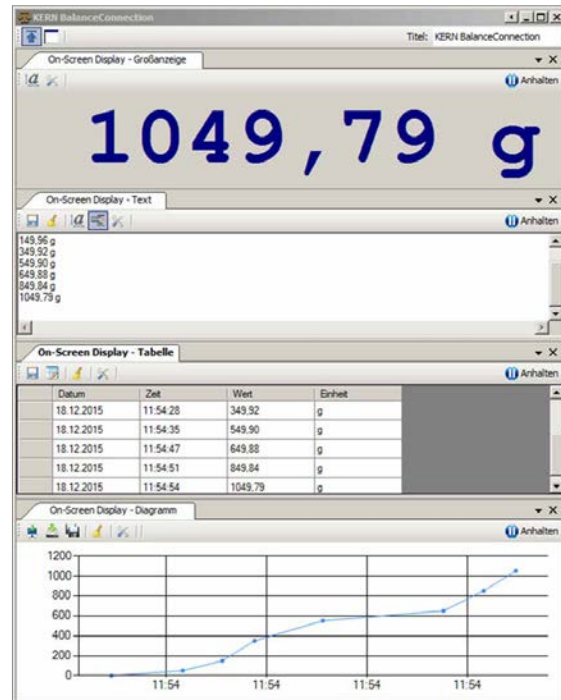 KERN BalanceConnection
Titel: KERN BalanceConnection
On-Screen Display - Großanzeige
a Anhalten
1049,79 g
On-Screen Display - Text
a Anhalten
149,96 g
349,92 g
549,90 g
649,88 g
849,84 g
1049,79 g
On-Screen Display - Tabelle
Anhalten
Datum Zeit Wert Einheit
18.12.2015 11:54:28 349,92 g
18.12.2015 11:54:35 549,90 g
18.12.2015 11:54:47 649,88 g
18.12.2015 11:54:51 849,84 g
18.12.2015 11:54:54 1049,79 g
On-Screen Display - Diagramm
Anhalten
1200
1000
800
600
400
200
0
11:54 11:54 11:54 11:54